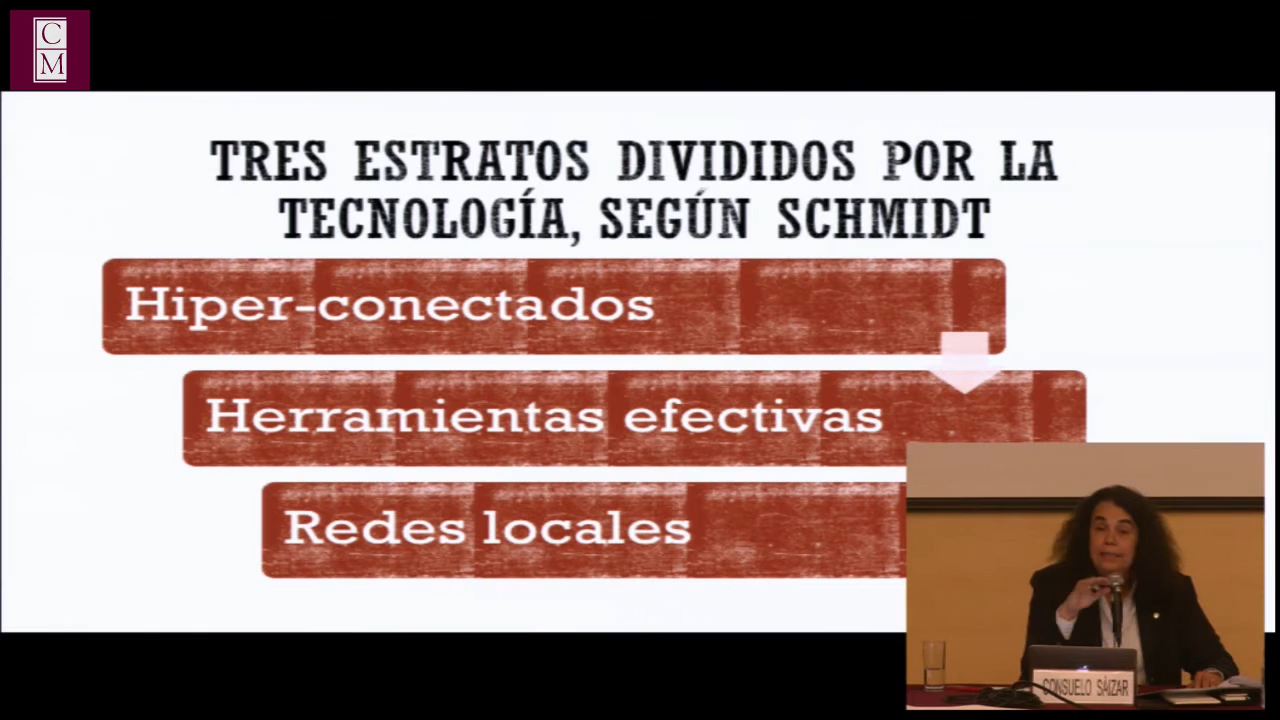 C
M
TRES ESTRATOS DIVIDIDOS POR LA
TECNOLOGÍA, SEGÚN SCHMIDT
Hiper-conectados
Herramientas efectivas
Redes locales
CONSUELO SÁIZAR